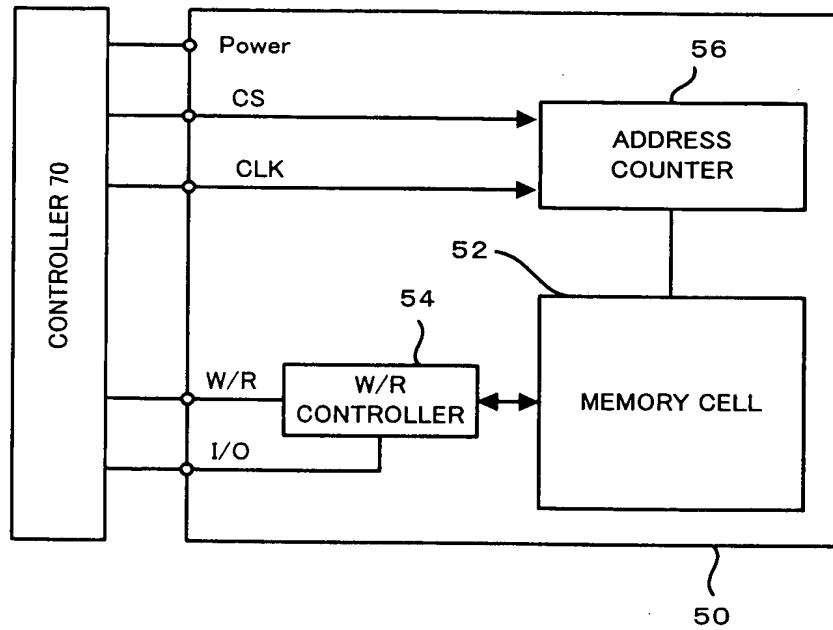 CONTROLLER 70
Power
CS
CLK
W/R
I/O
56
ADDRESS
COUNTER
52
54
W/R
CONTROLLER
MEMORY CELL
50